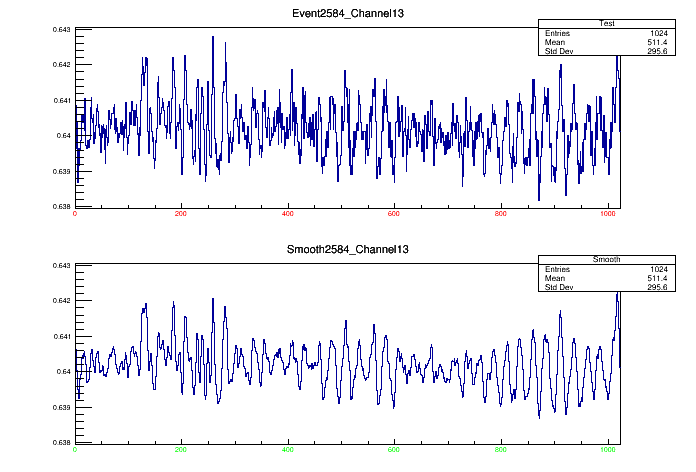 Event2584_Channel13
Test
Entries 1024
Mean 511.4
Std Dev 295.6
0.643
0.642
0.641
0.64
0.639
0.638
0 200 400 600 800 1000
Smooth2584_Channel13
Smooth
Entries 1024
Mean 511.4
Std Dev 295.6
0.643
0.642
0.641
0.64
0.639
0.638
0 200 400 600 800 1000